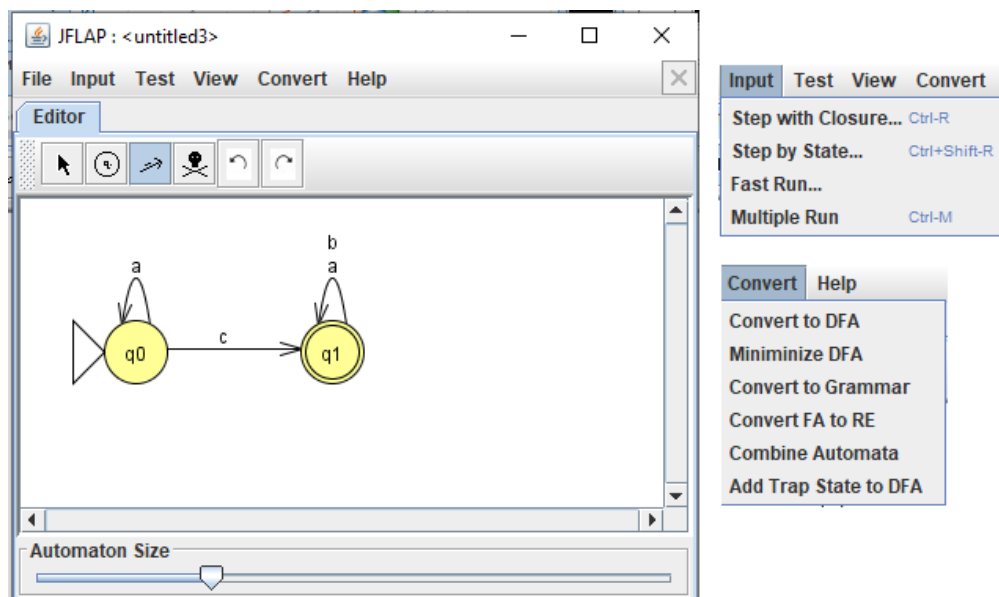 JFLAP : <untitled3>
File Input Test View Convert Help
Editor
b
a a
c
q0 q1
Automaton Size
Input Test View Convert
Step with Closure... Ctrl-R
Step by State... Ctrl+Shift-R
Fast Run...
Multiple Run Ctrl-M
Convert Help
Convert to DFA
Miniminize DFA
Convert to Grammar
Convert FA to RE
Combine Automata
Add Trap State to DFA